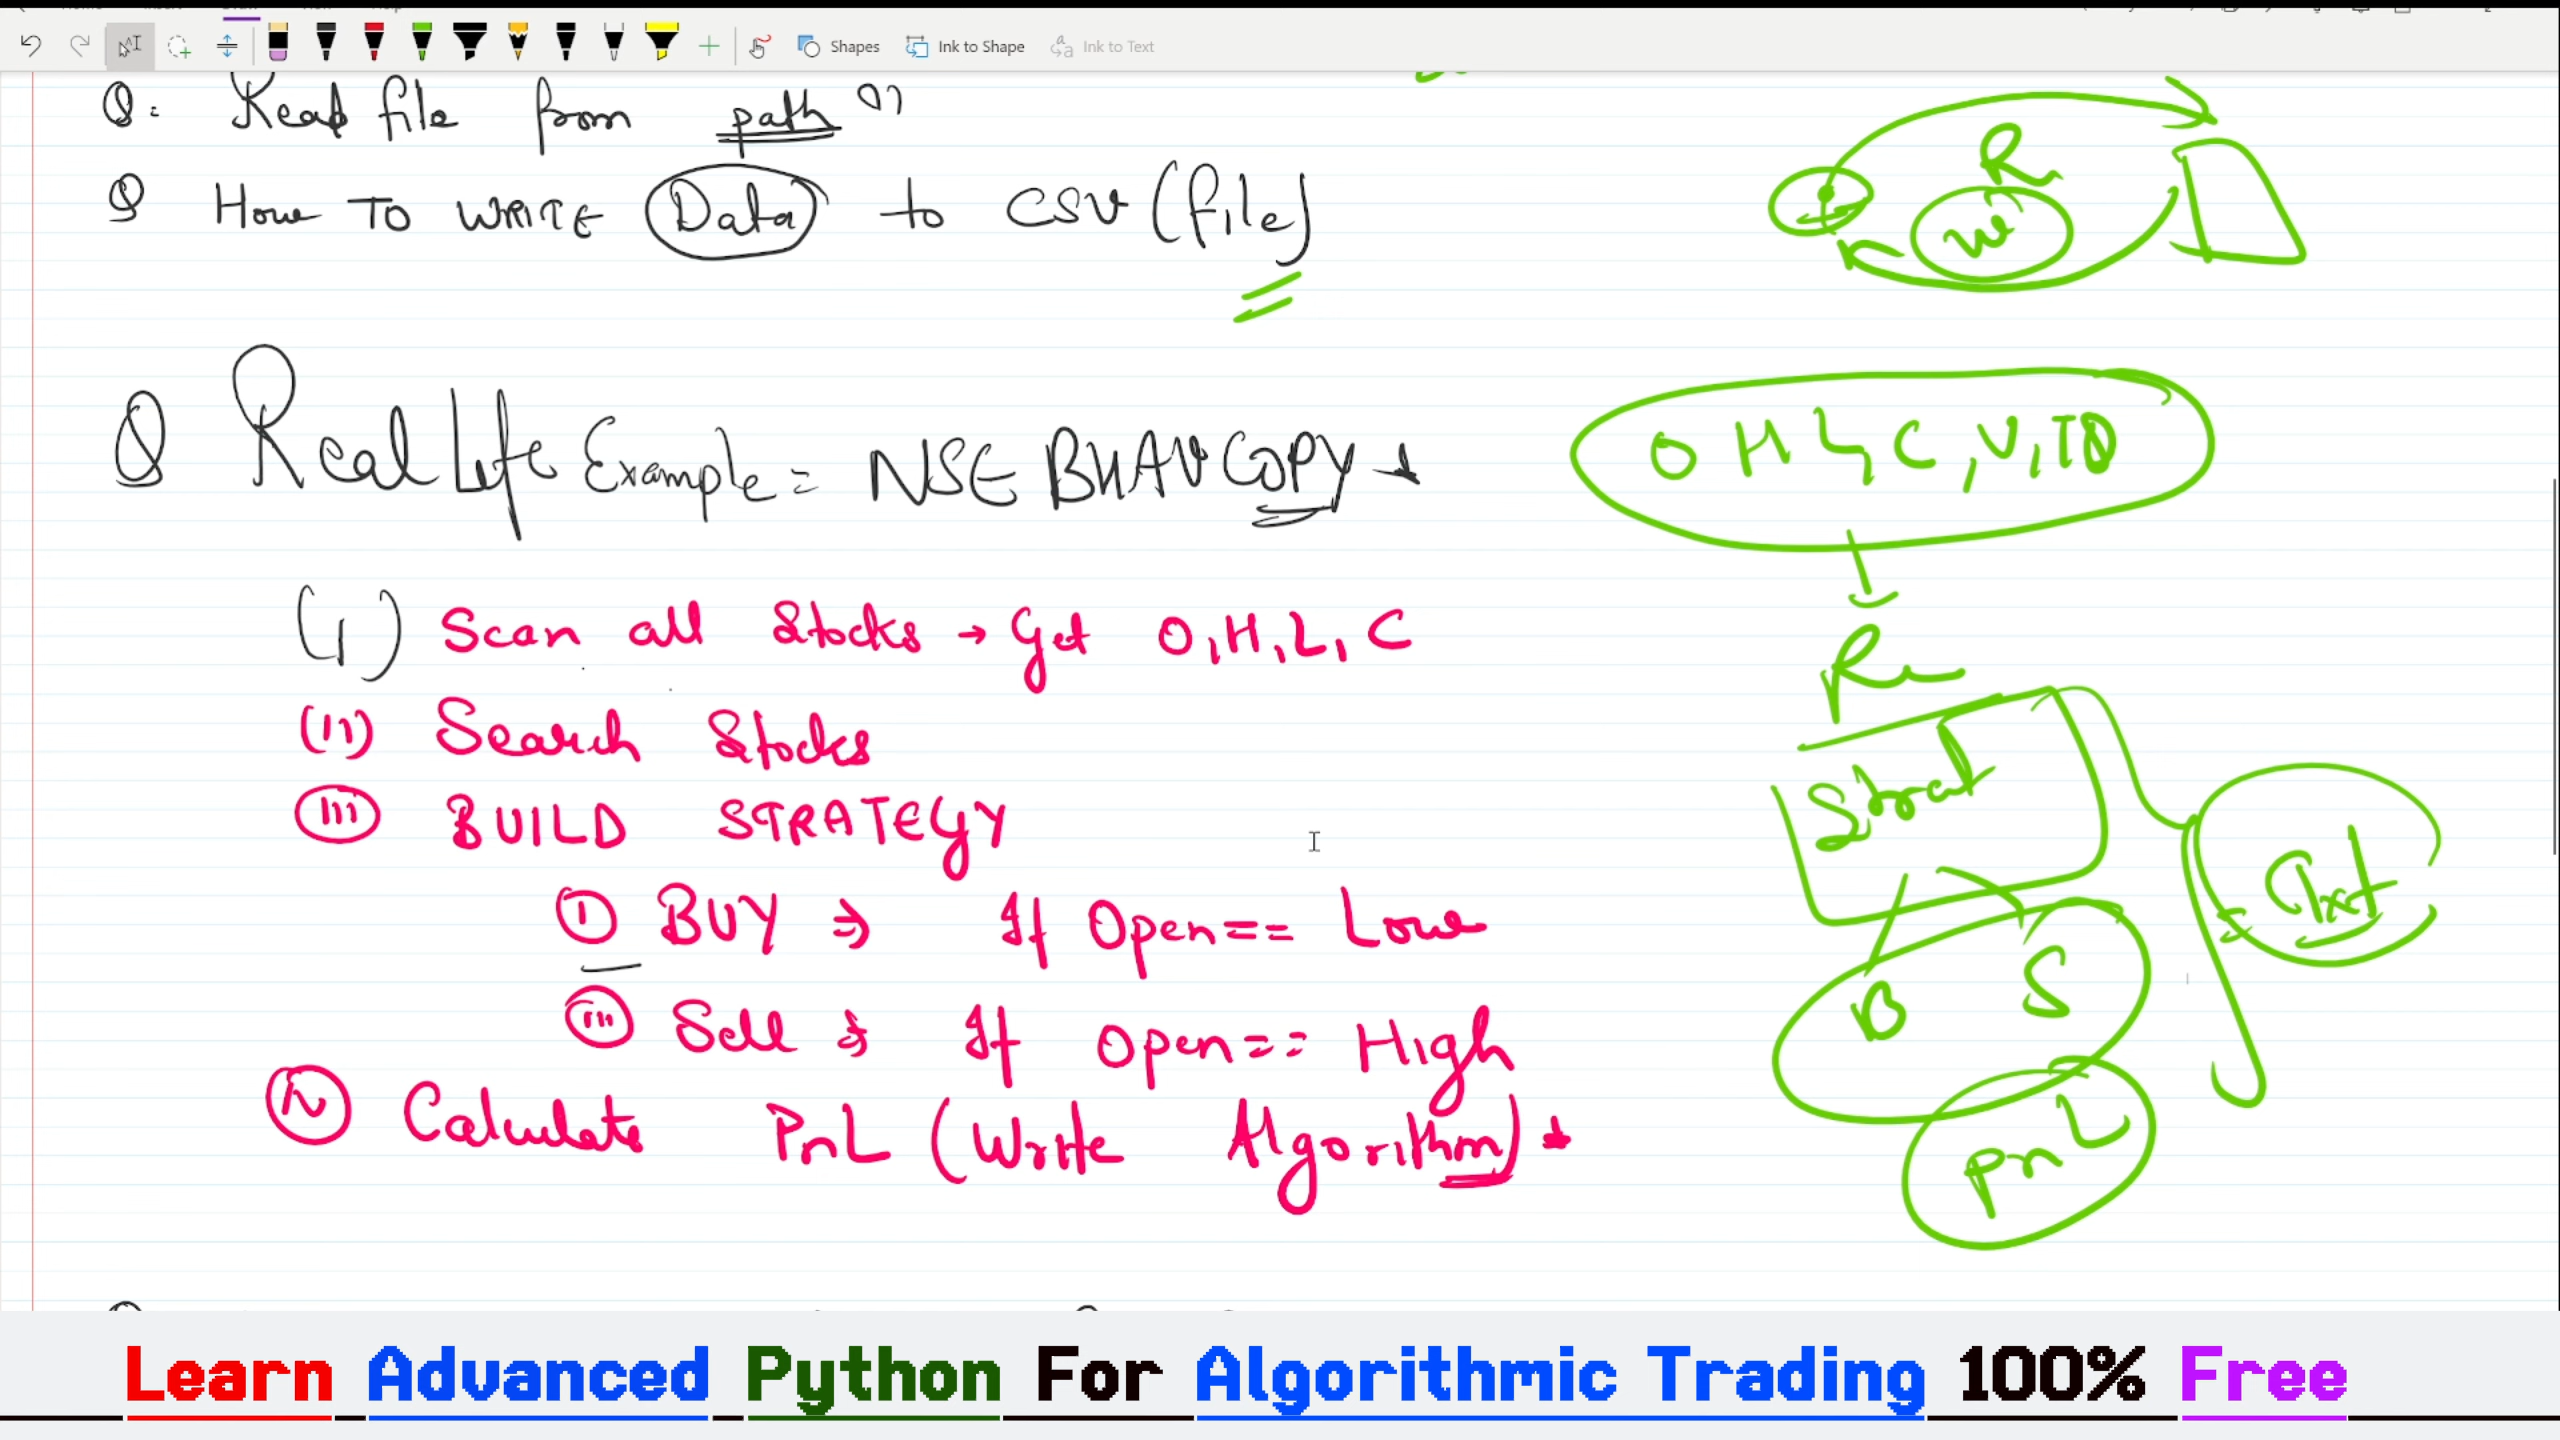 Shapes Ink to Shape Ink to Text
Q. Read file from path ??
Q How TO WRITE Data to CSV (file)
R
W
Q Real Life Example = NSE BHAV COPY
O H L, C, V, TQ
(I) Scan all Stocks → Get O, H, L, C
(II) Search Stocks
(III) BUILD STRATEGY
Strat
(I) BUY ⇒ If Open == Low
(II) Sell ⇒ If Open == High
B S
Txt
(IV) Calculate PnL (Write Algorithm)
PnL
Learn Advanced Python For Algorithmic Trading 100% Free